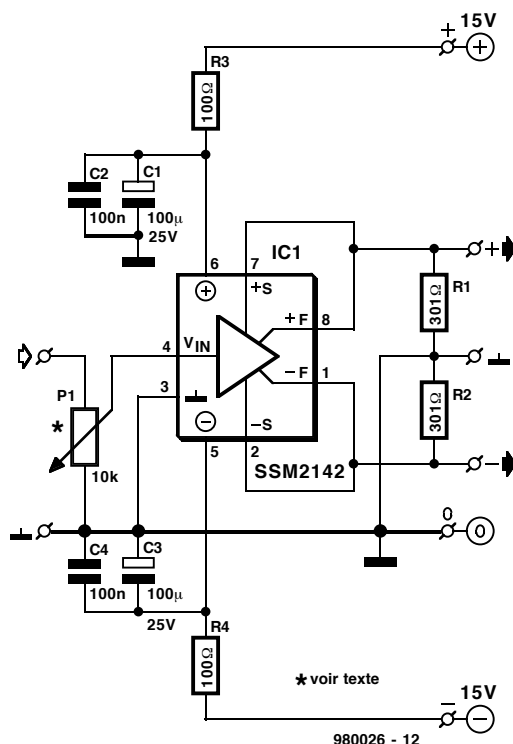 + 15V
+
R3
100Ω
C2
C1
100n
100µ
25V
6
7
IC1
+S
+
+F
8
R1
301Ω
4
VIN
3
P1
*
10k
−F
1
R2
301Ω
−
−S
5
2
SSM2142
+
−
0
0
C4
C3
100n
100µ
25V
R4
100Ω
* voir texte
− 15V
−
980026 - 12